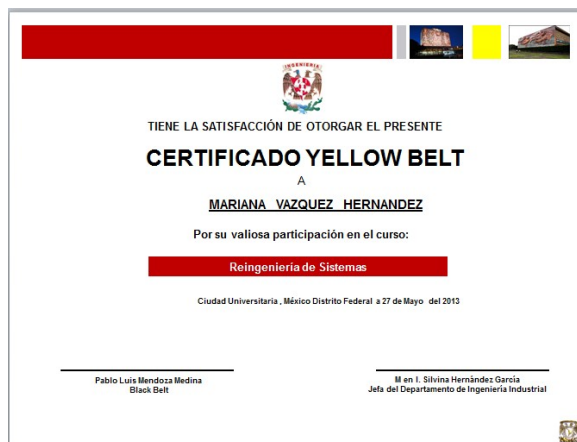 INGENIERIA
TIENE LA SATISFACCIÓN DE OTORGAR EL PRESENTE
CERTIFICADO YELLOW BELT
A
MARIANA VAZQUEZ HERNANDEZ
Por su valiosa participación en el curso:
Reingeniería de Sistemas
Ciudad Universitaria , México Distrito Federal a 27 de Mayo del 2013
Pablo Luis Mendoza Medina
Black Belt
M en I. Silvina Hernández García
Jefa del Departamento de Ingeniería Industrial